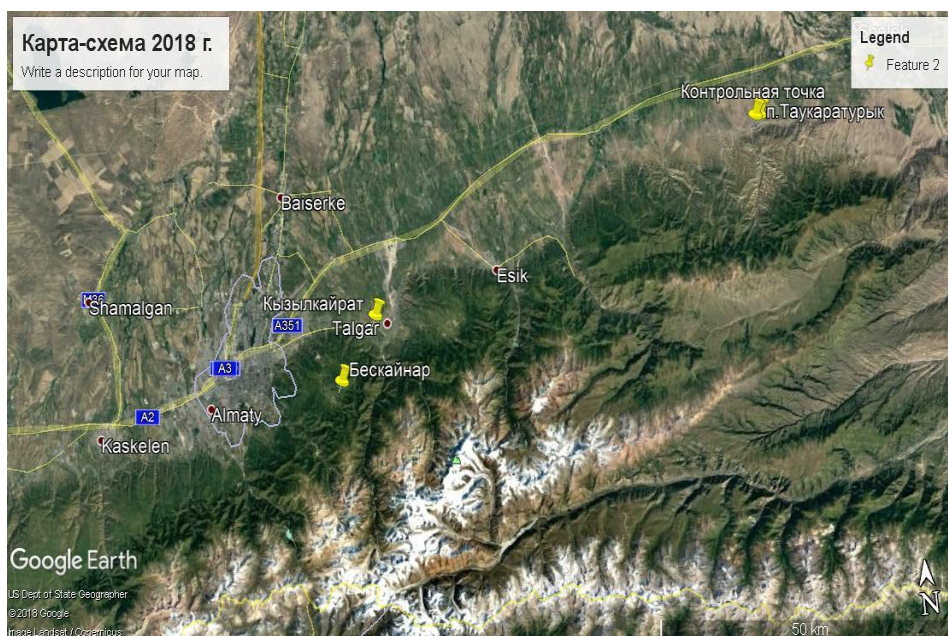 Карта-схема 2018 г.
Write a description for your map.
Legend
Feature 2
Контрольная точка
п.Таукаратурык
Baiserke
Esik
Shamalgan
Кызылкайрат
A351
Talgar
A3
Бескайнар
A2
Almaty
Kaskelen
Google Earth
US Dept of State Geographer
©2018 Google
Image Landsat / Copernicus
N
50 km